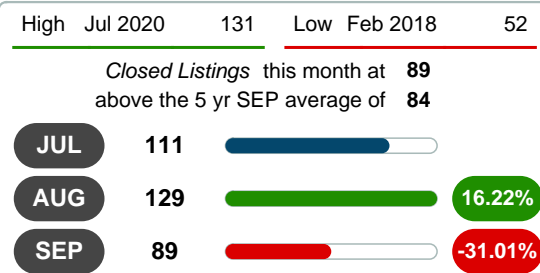 High Jul 2020 131 Low Feb 2018 52
Closed Listings this month at 89
above the 5 yr SEP average of 84
JUL 111
AUG 129 16.22%
SEP 89 -31.01%